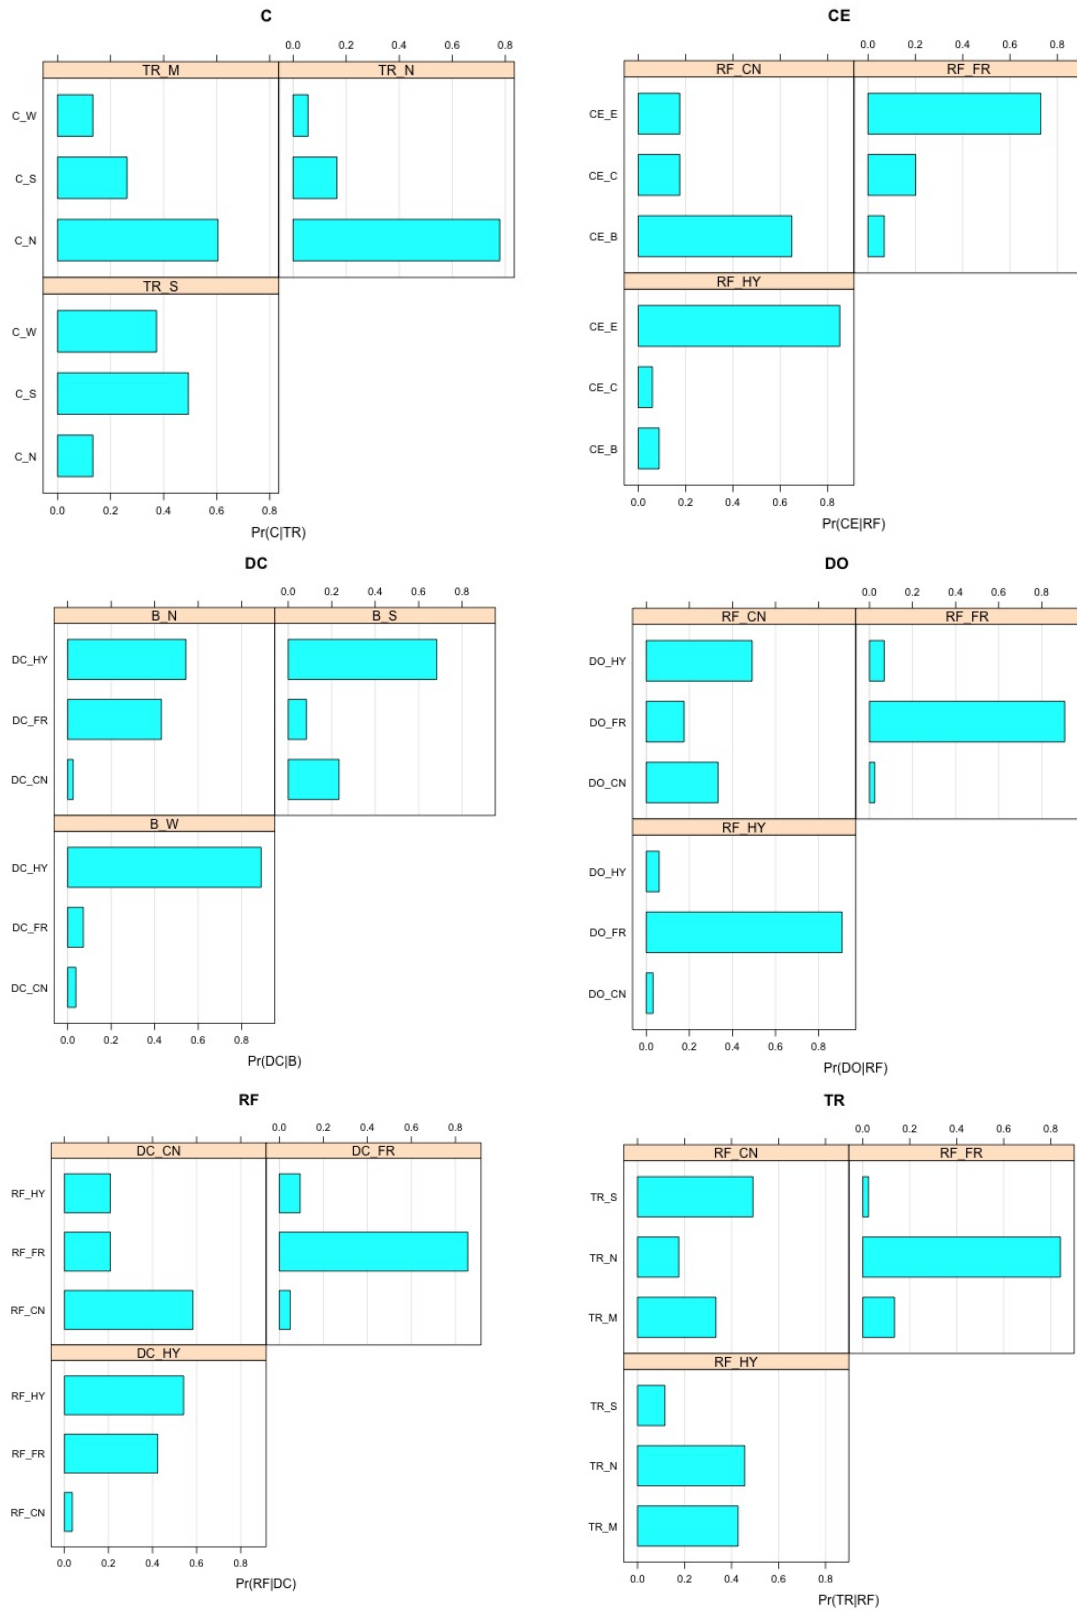 C
0.0 0.2 0.4 0.6 0.8
TR_M TR_N
C_W
C_S
C_N
TR_S
C_W
C_S
C_N
0.0 0.2 0.4 0.6 0.8
Pr(C|TR)
CE
0.0 0.2 0.4 0.6 0.8
RF_CN RF_FR
CE_E
CE_C
CE_B
RF_HY
CE_E
CE_C
CE_B
0.0 0.2 0.4 0.6 0.8
Pr(CE|RF)
DC
0.0 0.2 0.4 0.6 0.8
B_N B_S
DC_HY
DC_FR
DC_CN
B_W
DC_HY
DC_FR
DC_CN
0.0 0.2 0.4 0.6 0.8
Pr(DC|B)
DO
0.0 0.2 0.4 0.6 0.8
RF_CN RF_FR
DO_HY
DO_FR
DO_CN
RF_HY
DO_HY
DO_FR
DO_CN
0.0 0.2 0.4 0.6 0.8
Pr(DO|RF)
RF
0.0 0.2 0.4 0.6 0.8
DC_CN DC_FR
RF_HY
RF_FR
RF_CN
DC_HY
RF_HY
RF_FR
RF_CN
0.0 0.2 0.4 0.6 0.8
Pr(RF|DC)
TR
0.0 0.2 0.4 0.6 0.8
RF_CN RF_FR
TR_S
TR_N
TR_M
RF_HY
TR_S
TR_N
TR_M
0.0 0.2 0.4 0.6 0.8
Pr(TR|RF)